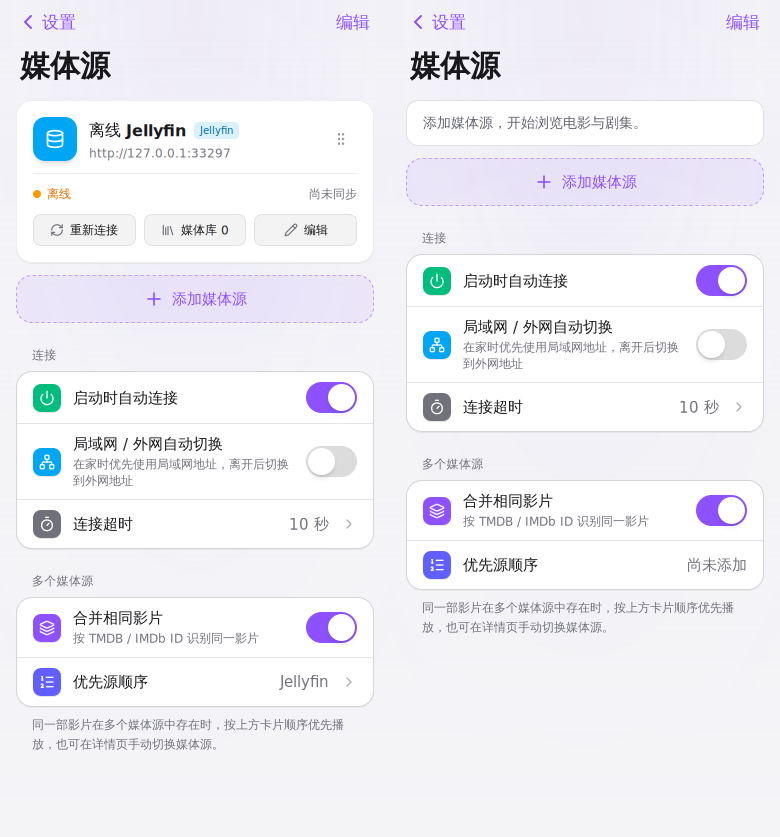 设置
编辑
媒体源
离线 Jellyfin
Jellyfin
http://127.0.0.1:33297
离线
尚未同步
重新连接
媒体库 0
编辑
添加媒体源
连接
启动时自动连接
局域网 / 外网自动切换
在家时优先使用局域网地址，离开后切换
到外网地址
连接超时
10 秒
多个媒体源
合并相同影片
按 TMDB / IMDb ID 识别同一影片
优先源顺序
Jellyfin
同一部影片在多个媒体源中存在时，按上方卡片顺序优先播
放，也可在详情页手动切换媒体源。
设置
编辑
媒体源
添加媒体源，开始浏览电影与剧集。
添加媒体源
连接
启动时自动连接
局域网 / 外网自动切换
在家时优先使用局域网地址，离开后切换
到外网地址
连接超时
10 秒
多个媒体源
合并相同影片
按 TMDB / IMDb ID 识别同一影片
优先源顺序
尚未添加
同一部影片在多个媒体源中存在时，按上方卡片顺序优先播
放，也可在详情页手动切换媒体源。